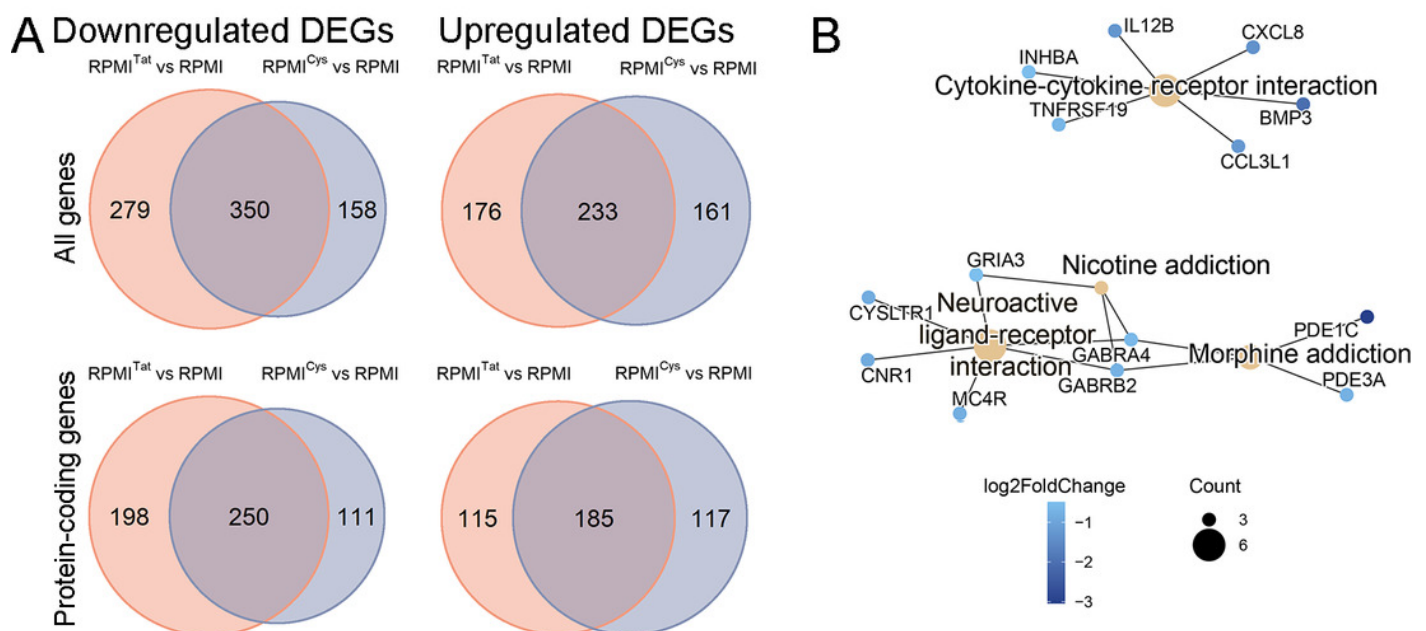 A
Downregulated DEGs
Upregulated DEGs
RPMI^Tat vs RPMI
RPMI^Cys vs RPMI
RPMI^Tat vs RPMI
RPMI^Cys vs RPMI
All genes
279
350
158
176
233
161
RPMI^Tat vs RPMI
RPMI^Cys vs RPMI
RPMI^Tat vs RPMI
RPMI^Cys vs RPMI
Protein-coding genes
198
250
111
115
185
117
B
IL12B
CXCL8
INHBA
Cytokine-cytokine receptor interaction
TNFRSF19
BMP3
CCL3L1
GRIA3
Nicotine addiction
CYSLTR1
Neuroactive
ligand-receptor
interaction
PDE1C
GABRA4
Morphine addiction
CNR1
GABRB2
PDE3A
MC4R
log2FoldChange
−1
−2
−3
Count
3
6